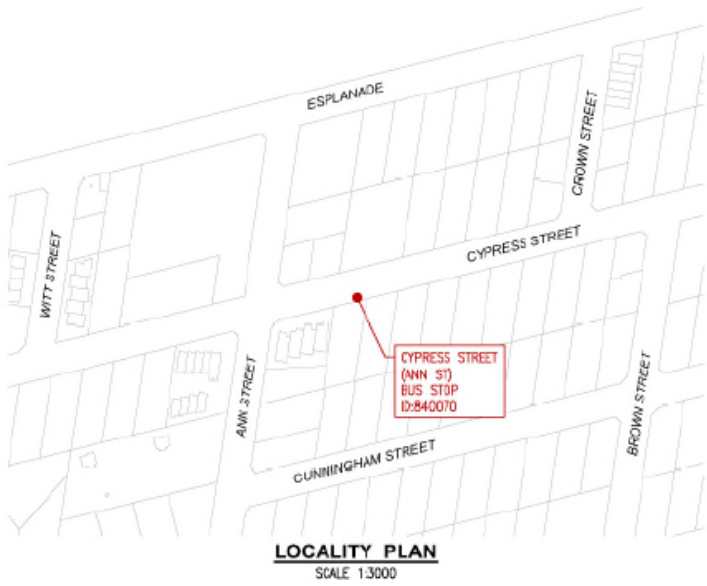 ESPLANADE
CROWN STREET
CYPRESS STREET
WITT STREET
CYPRESS STREET
(ANN ST)
BUS STOP
ID:840070
ANN STREET
BROWN STREET
CUNNINGHAM STREET
LOCALITY PLAN
SCALE 1:3000